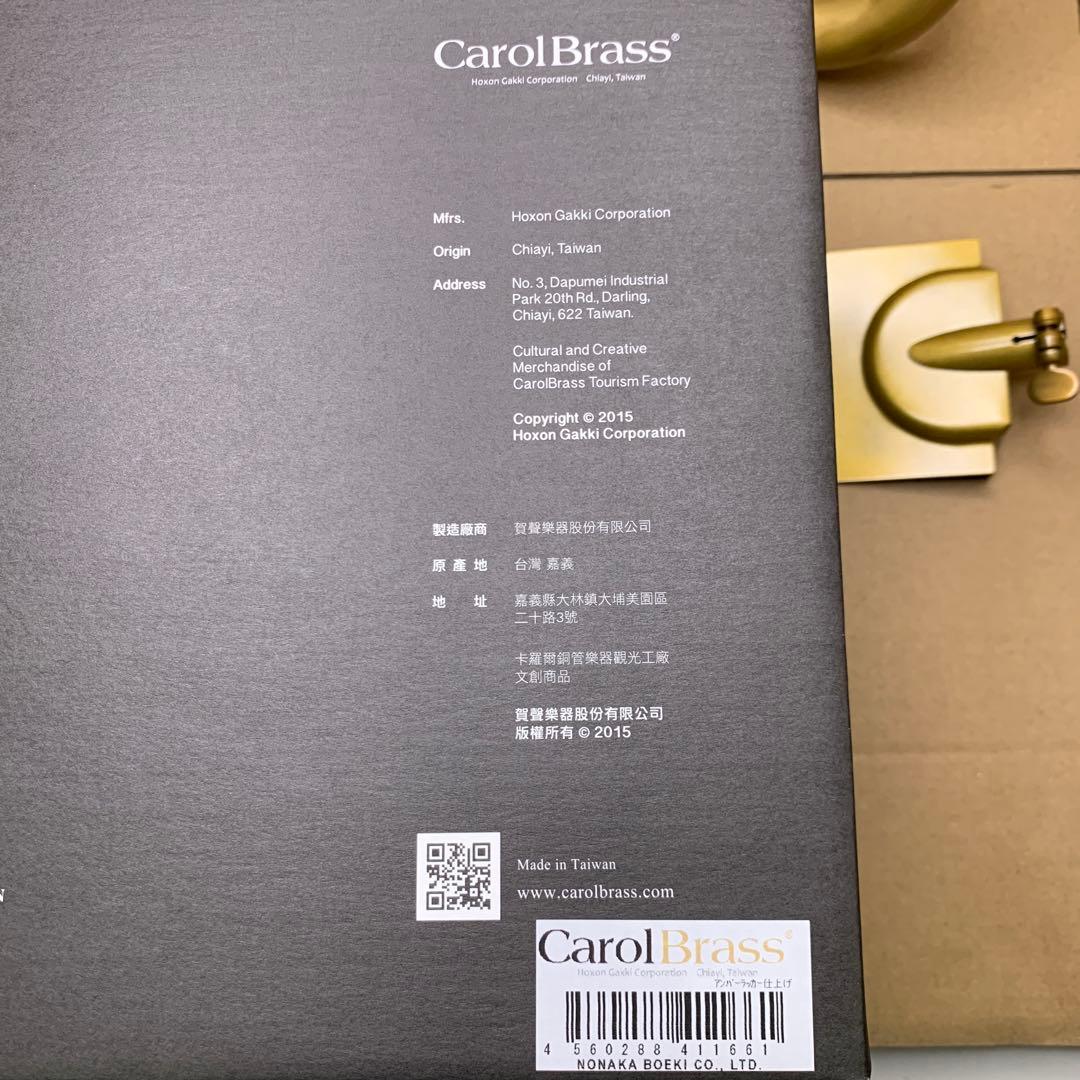 CarolBrass®
Hoxon Gakki Corporation Chiayi, Taiwan
Mfrs. Hoxon Gakki Corporation
Origin Chiayi, Taiwan
Address No. 3, Dapumei Industrial
Park 20th Rd., Darling,
Chiayi, 622 Taiwan.
Cultural and Creative
Merchandise of
CarolBrass Tourism Factory
Copyright © 2015
Hoxon Gakki Corporation
製造廠商 賀聲樂器股份有限公司
原產地 台灣 嘉義
地址 嘉義縣大林鎮大埔美園區
二十路3號
卡羅爾銅管樂器觀光工廠
文創商品
賀聲樂器股份有限公司
版權所有 © 2015
Made in Taiwan
www.carolbrass.com
CarolBrass®
Hoxon Gakki Corporation Chiayi, Taiwan
アンバーラッカー仕上げ
4 560288 411661
NONAKA BOEKI CO., LTD.